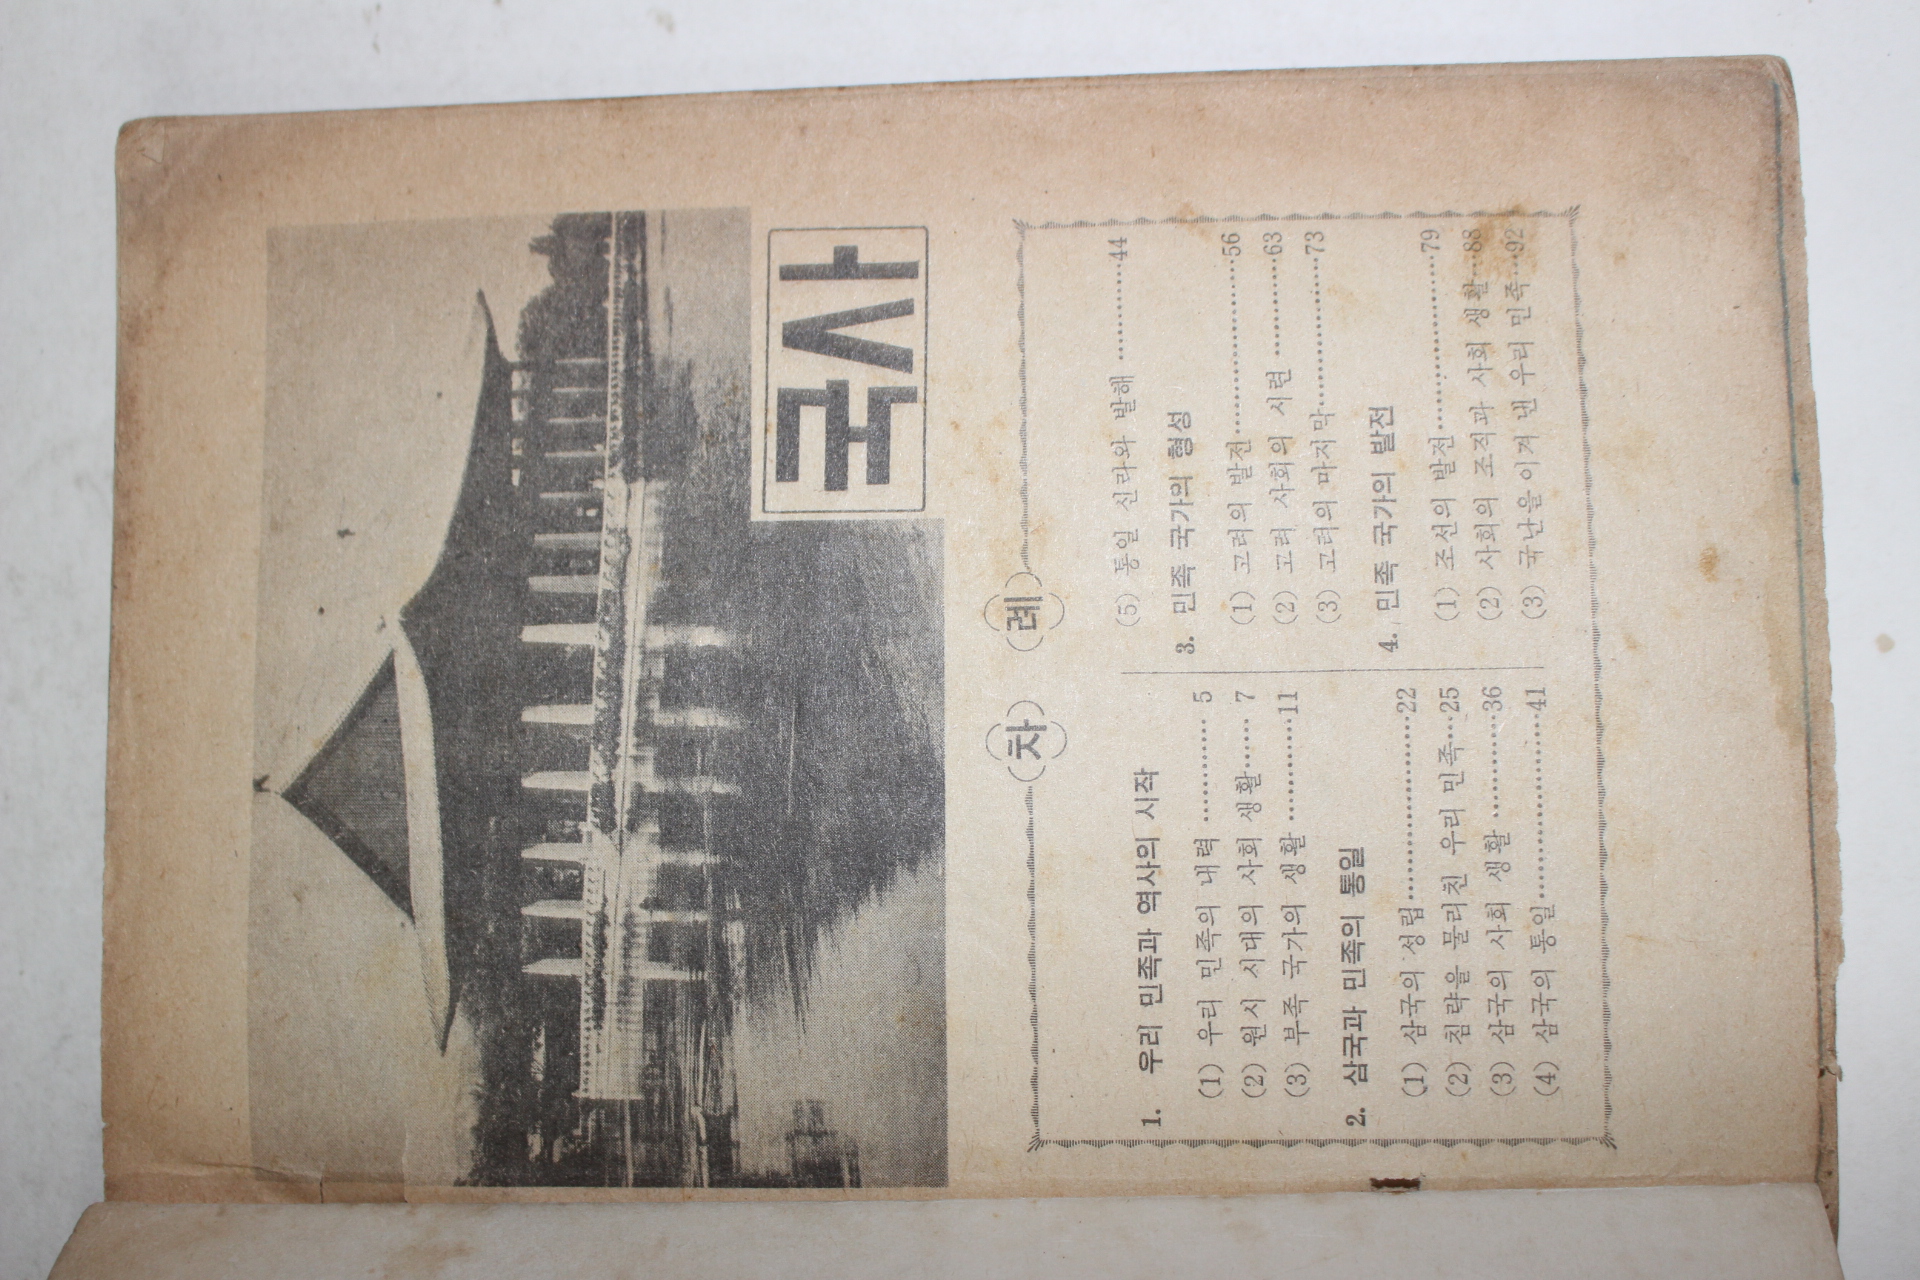 국사
차례
1. 우리 민족과 역사의 시작
(1) 우리 민족의 내력 ··········· 5
(2) 원시 시대의 사회 생활······ 7
(3) 부족 국가의 생활 ···········11
2. 삼국과 민족의 통일
(1) 삼국의 성립·····················22
(2) 침략을 물리친 우리 민족···25
(3) 삼국의 사회 생활 ···········36
(4) 삼국의 통일·····················41
(5) 통일 신라와 발해 ···········44
3. 민족 국가의 형성
(1) 고려의 발전·····················56
(2) 고려 사회의 시련 ···········63
(3) 고려의 마지막··················73
4. 민족 국가의 발전
(1) 조선의 발전·····················79
(2) 사회의 조직과 사회 생활···88
(3) 국난을 이겨 낸 우리 민족···92